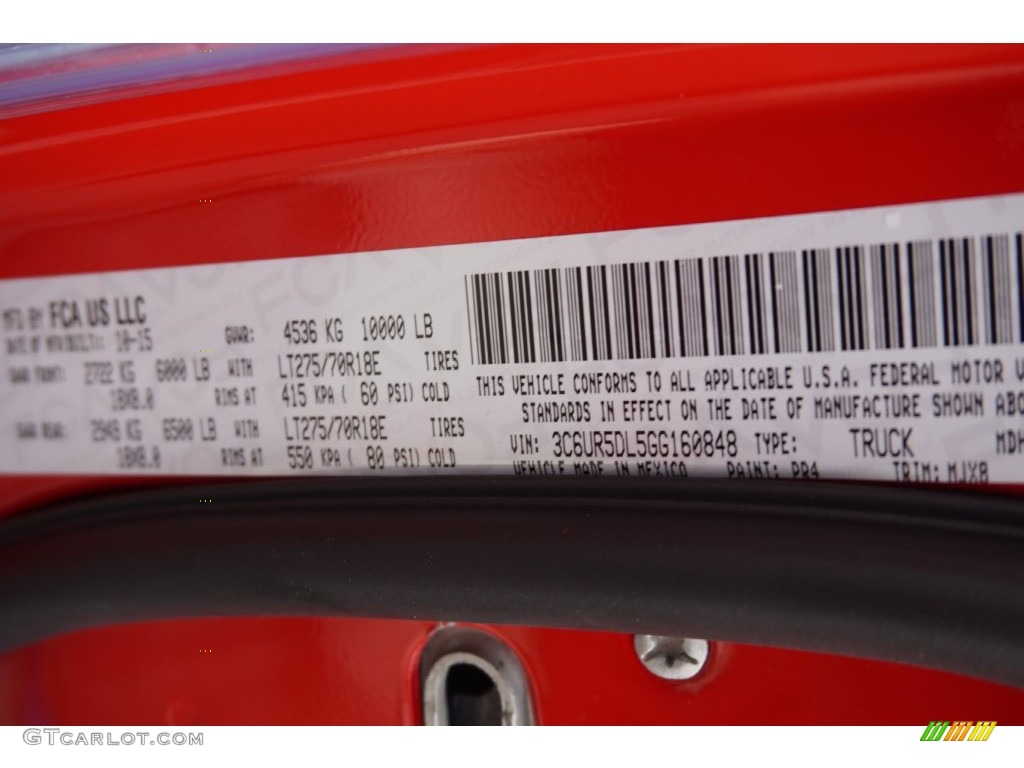 MFD BY FCA US LLC
DATE OF MFR/BUILT: 10-15 GVWR: 4536 KG 10000 LB
GAWR FRONT: 2722 KG 6000 LB WITH LT275/70R18E TIRES
18X8.0 RIMS AT 415 KPA ( 60 PSI) COLD
GAWR REAR: 2949 KG 6500 LB WITH LT275/70R18E TIRES
18X8.0 RIMS AT 550 KPA ( 80 PSI) COLD
THIS VEHICLE CONFORMS TO ALL APPLICABLE U.S.A. FEDERAL MOTOR V
STANDARDS IN EFFECT ON THE DATE OF MANUFACTURE SHOWN ABO
VIN: 3C6UR5DL5GG160848 TYPE: TRUCK MDH
VEHICLE MADE IN MEXICO PAINT: PR4 TRIM: MJX8
GTCARLOT.COM